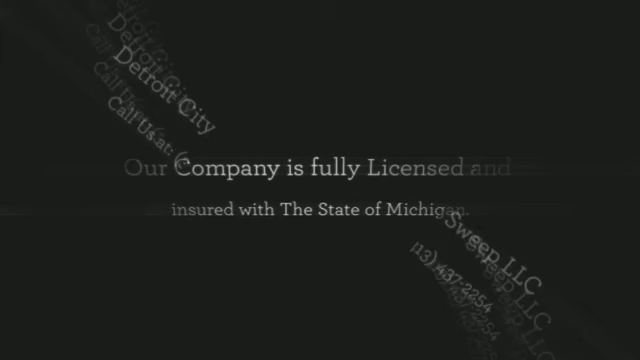 Detroit City
Call Us at: (
Our Company is fully Licensed and
insured with The State of Michigan.
Sweep LLC
13) 437-2254